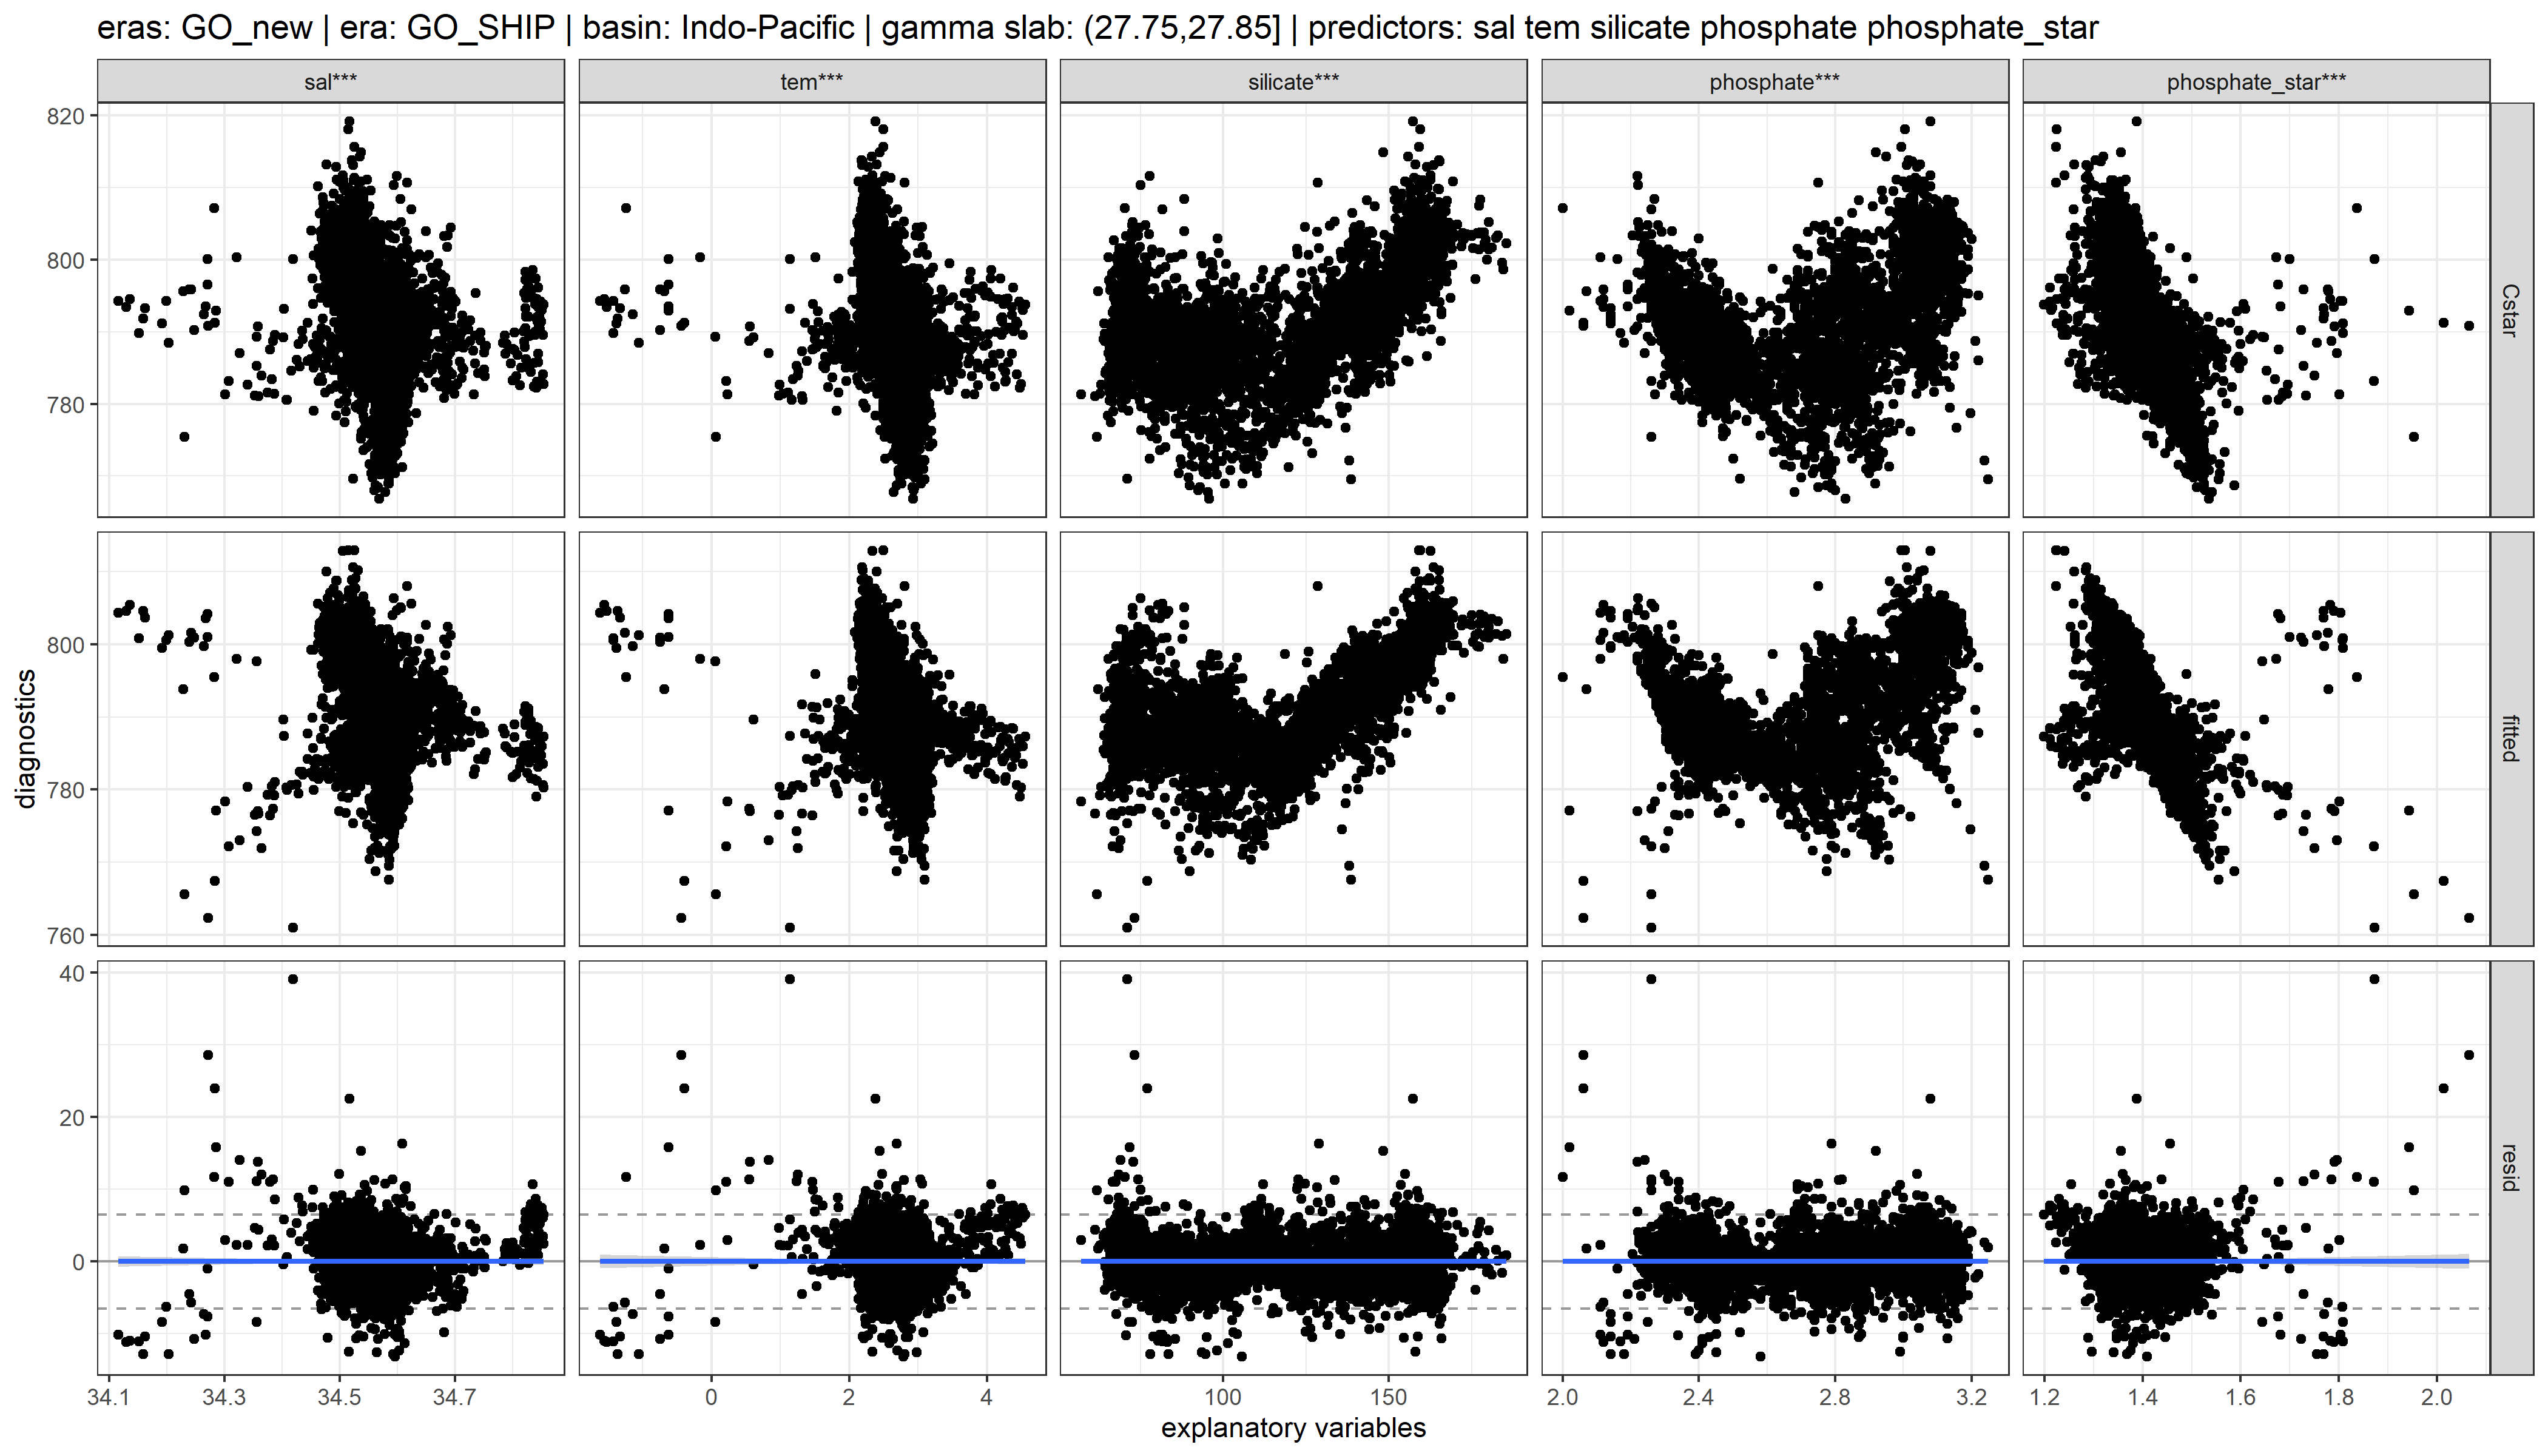 eras: GO_new | era: GO_SHIP | basin: Indo-Pacific | gamma slab: (27.75,27.85] | predictors: sal tem silicate phosphate phosphate_star
sal*** tem*** silicate*** phosphate*** phosphate_star***
820
800
780
Cstar
800
780
760
fitted
diagnostics
40
20
0
resid
34.1 34.3 34.5 34.7 0 2 4 100 150 2.0 2.4 2.8 3.2 1.2 1.4 1.6 1.8 2.0
explanatory variables